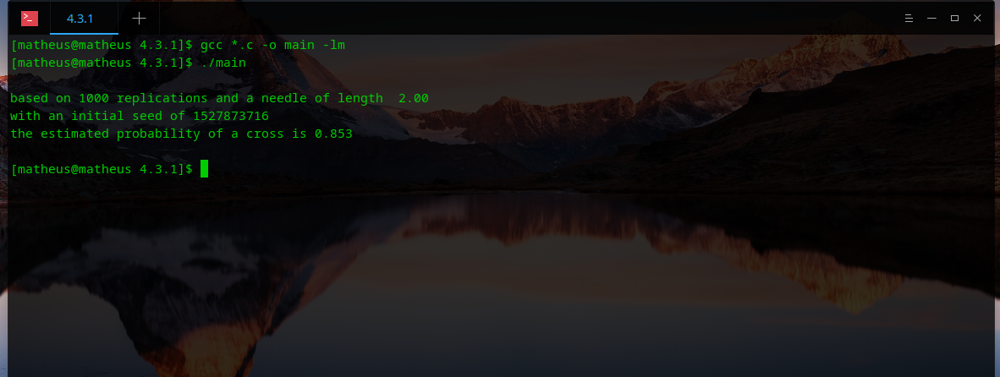 4.3.1
[matheus@matheus 4.3.1]$ gcc *.c -o main -lm
[matheus@matheus 4.3.1]$ ./main
based on 1000 replications and a needle of length  2.00
with an initial seed of 1527873716
the estimated probability of a cross is 0.853
[matheus@matheus 4.3.1]$